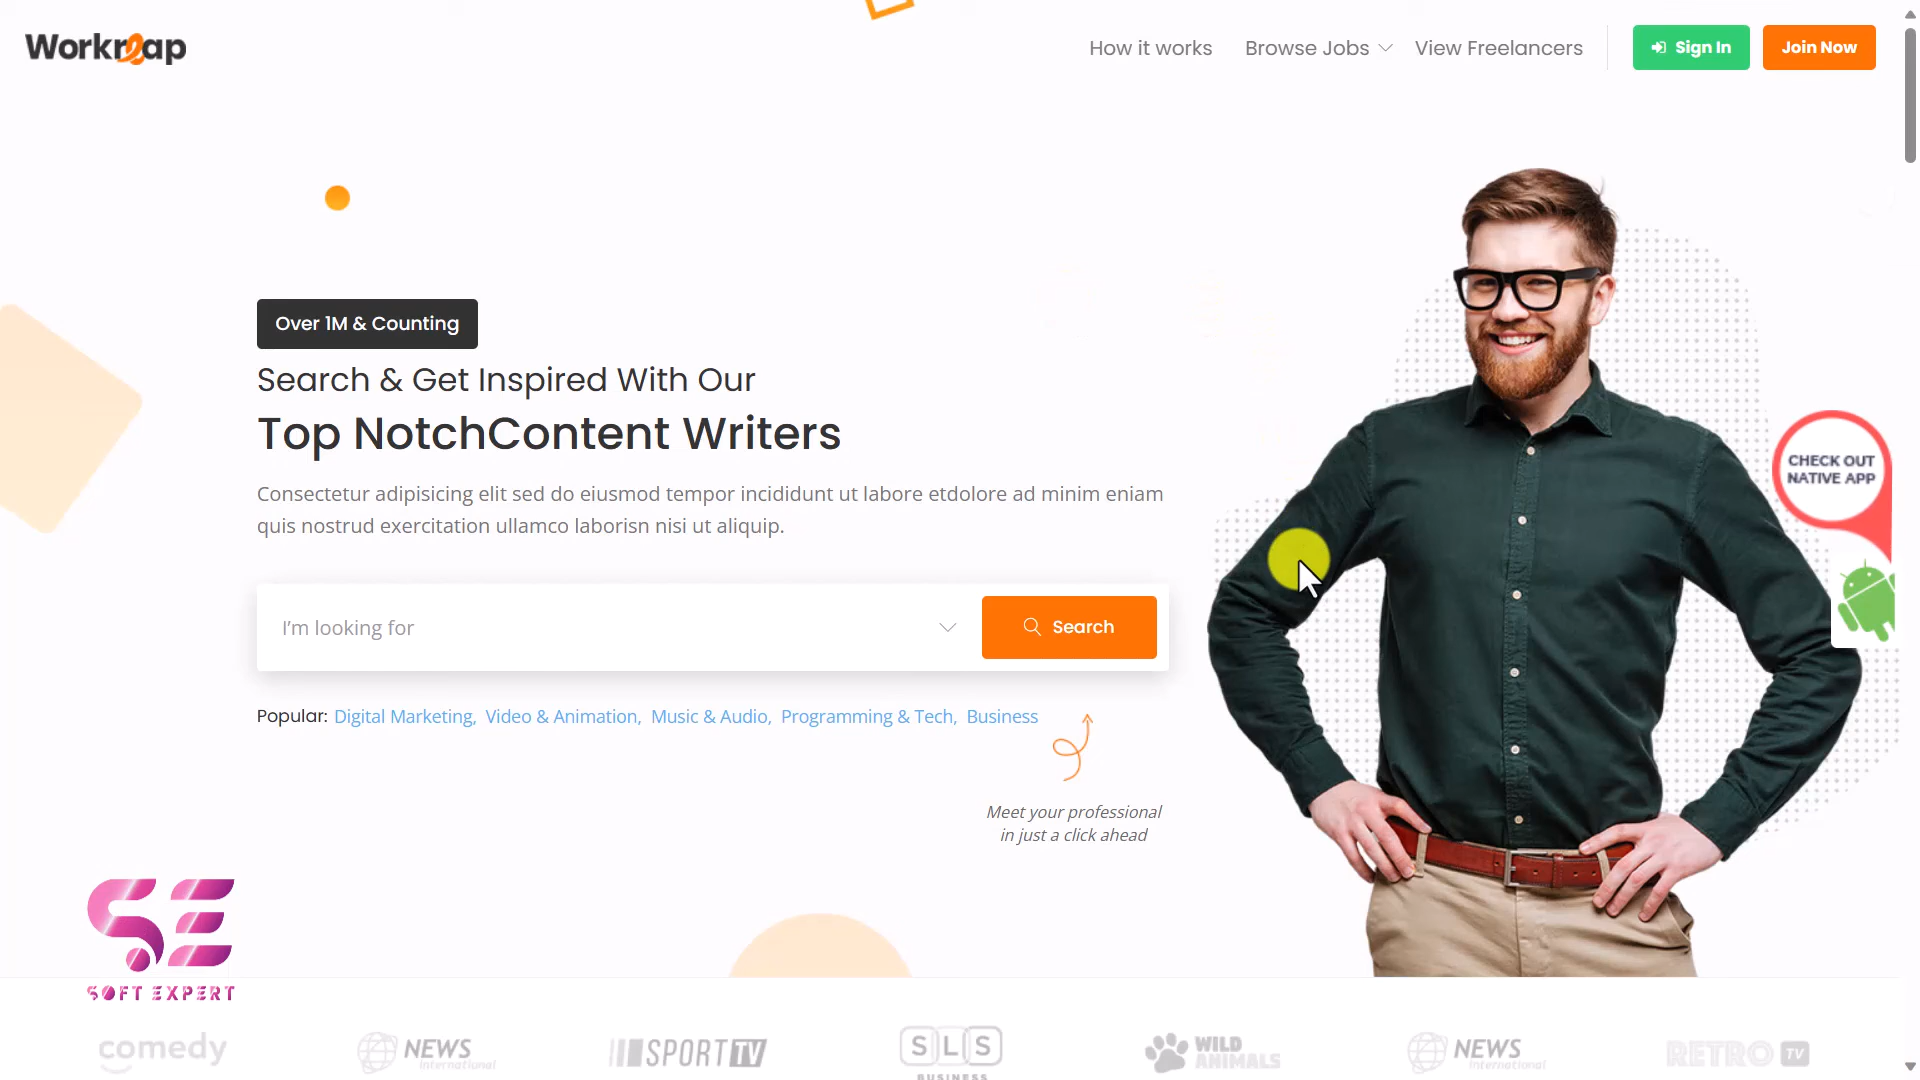 Workreap
How it works
Browse Jobs
View Freelancers
Sign In
Join Now
Over 1M & Counting
Search & Get Inspired With Our
Top NotchContent Writers
Consectetur adipisicing elit sed do eiusmod tempor incididunt ut labore etdolore ad minim eniam
quis nostrud exercitation ullamco laborisn nisi ut aliquip.
CHECK OUT
NATIVE APP
I'm looking for
Search
Popular: Digital Marketing, Video & Animation, Music & Audio, Programming & Tech, Business
Meet your professional
in just a click ahead
SE
SOFT EXPERT
comedy
NEWS
international
SPORT TV
SLS
BUSINESS
WILD
ANIMALS
NEWS
international
RETRO TV